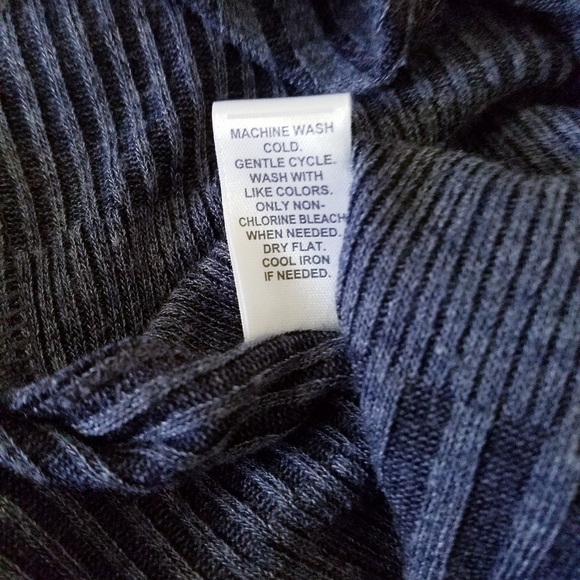 MACHINE WASH
COLD.
GENTLE CYCLE.
WASH WITH
LIKE COLORS.
ONLY NON-
CHLORINE BLEACH
WHEN NEEDED.
DRY FLAT.
COOL IRON
IF NEEDED.